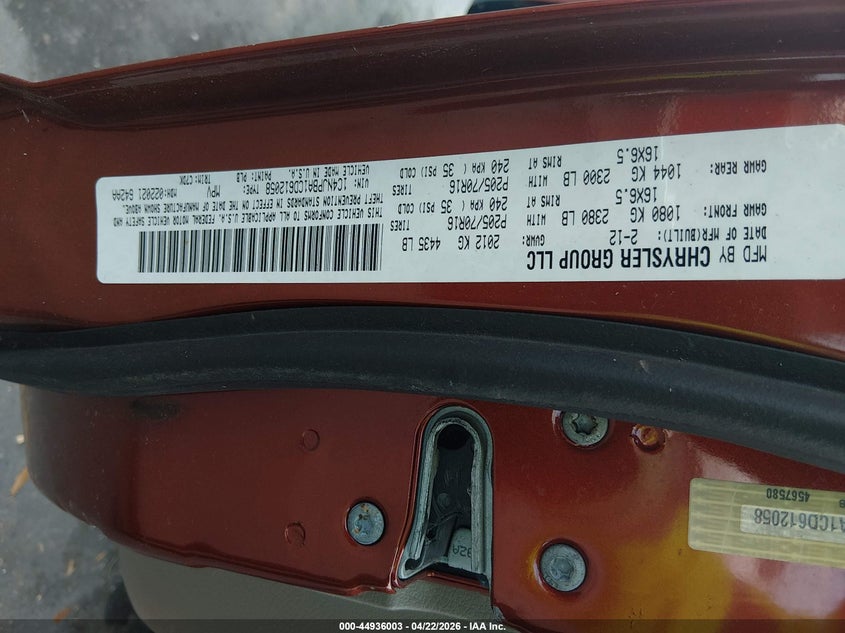 MFD BY CHRYSLER GROUP LLC
DATE OF MFR(BUILT): 2-12
GVWR: 2012 KG 4435 LB
GAWR FRONT: 1080 KG 2380 LB WITH P205/70R16 TIRES
16X6.5 RIMS AT 240 KPA( 35 PSI) COLD
GAWR REAR: 1044 KG 2300 LB WITH P205/70R16 TIRES
16X6.5 RIMS AT 240 KPA( 35 PSI) COLD
THIS VEHICLE CONFORMS TO ALL APPLICABLE U.S.A. FEDERAL MOTOR VEHICLE SAFETY AND
THEFT PREVENTION STANDARDS IN EFFECT ON THE DATE OF MANUFACTURE SHOWN ABOVE.
VIN: 1C4NJPBA1CD612058 TYPE: MPV MDH:022021 642AA
VEHICLE MADE IN U.S.A. PAINT: TRIM:
A1CD612058
4567580
32A
000-44936003 - 04/22/2026 - IAA Inc.